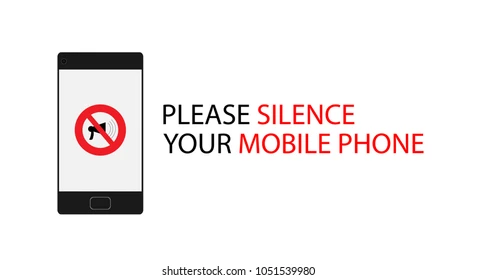 PLEASE SILENCE
YOUR MOBILE PHONE
shutterstock.com · 1051539980